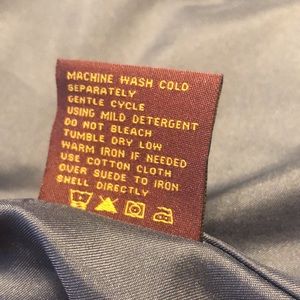 MACHINE WASH COLD
SEPARATELY
GENTLE CYCLE
USING MILD DETERGENT
DO NOT BLEACH
TUMBLE DRY LOW
WARM IRON IF NEEDED
USE COTTON CLOTH
OVER SUEDE TO IRON
SHELL DIRECTLY